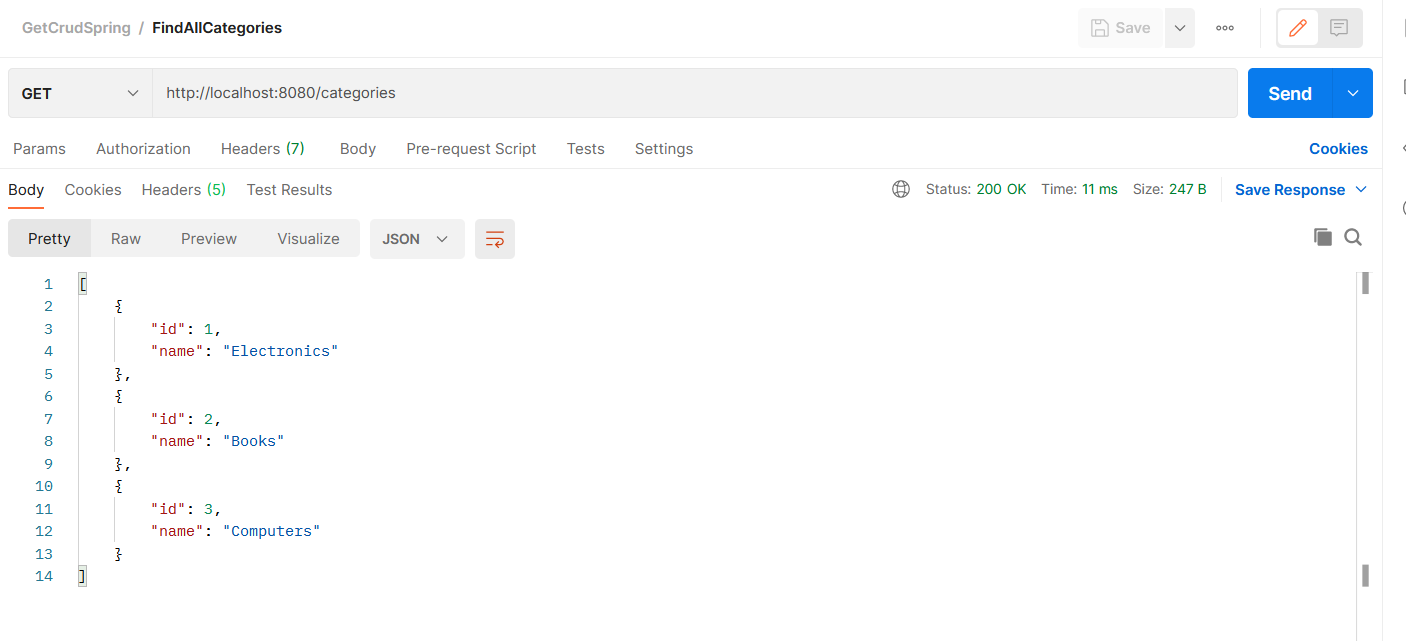 GetCrudSpring / FindAllCategories
Save
GET http://localhost:8080/categories Send
Params Authorization Headers (7) Body Pre-request Script Tests Settings Cookies
Body Cookies Headers (5) Test Results Status: 200 OK Time: 11 ms Size: 247 B Save Response
Pretty Raw Preview Visualize JSON
1 [
2 {
3 "id": 1,
4 "name": "Electronics"
5 },
6 {
7 "id": 2,
8 "name": "Books"
9 },
10 {
11 "id": 3,
12 "name": "Computers"
13 }
14 ]